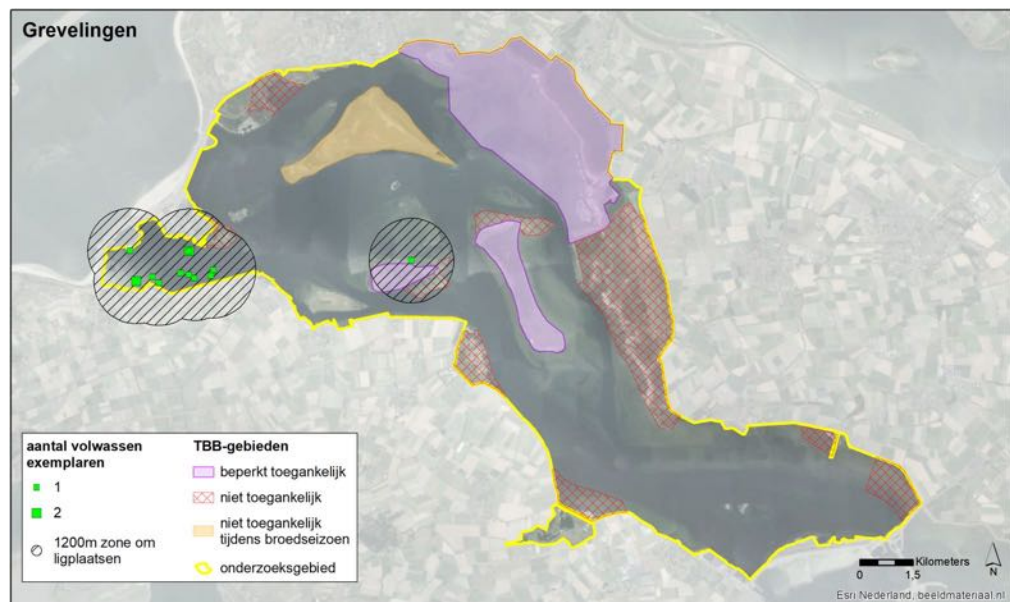 Grevelingen
aantal volwassen
exemplaren
1
2
1200m zone om
ligplaatsen
TBB-gebieden
beperkt toegankelijk
niet toegankelijk
niet toegankelijk
tijdens broedseizoen
onderzoeksgebied
Kilometers
0 1,5
N
Esri Nederland, beeldmateriaal.nl